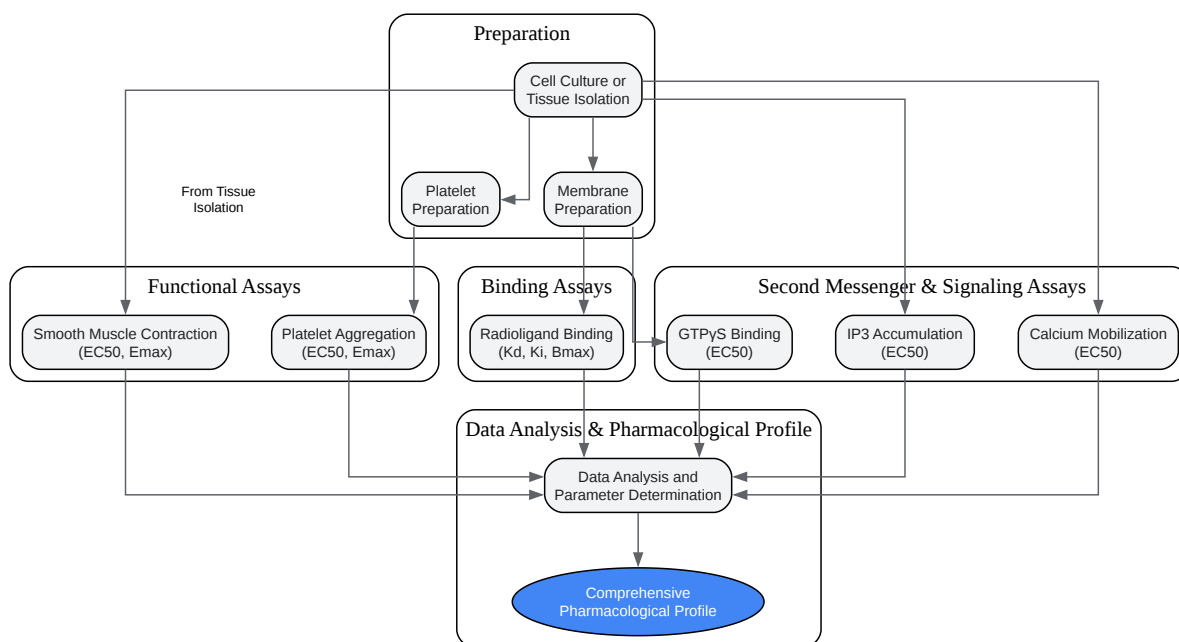 Preparation
Cell Culture or
Tissue Isolation
From Tissue
Isolation
Platelet
Preparation
Membrane
Preparation
Functional Assays
Smooth Muscle Contraction
(EC50, Emax)
Platelet Aggregation
(EC50, Emax)
Binding Assays
Radioligand Binding
(Kd, Ki, Bmax)
Second Messenger & Signaling Assays
GTPγS Binding
(EC50)
IP3 Accumulation
(EC50)
Calcium Mobilization
(EC50)
Data Analysis & Pharmacological Profile
Data Analysis and
Parameter Determination
Comprehensive
Pharmacological Profile